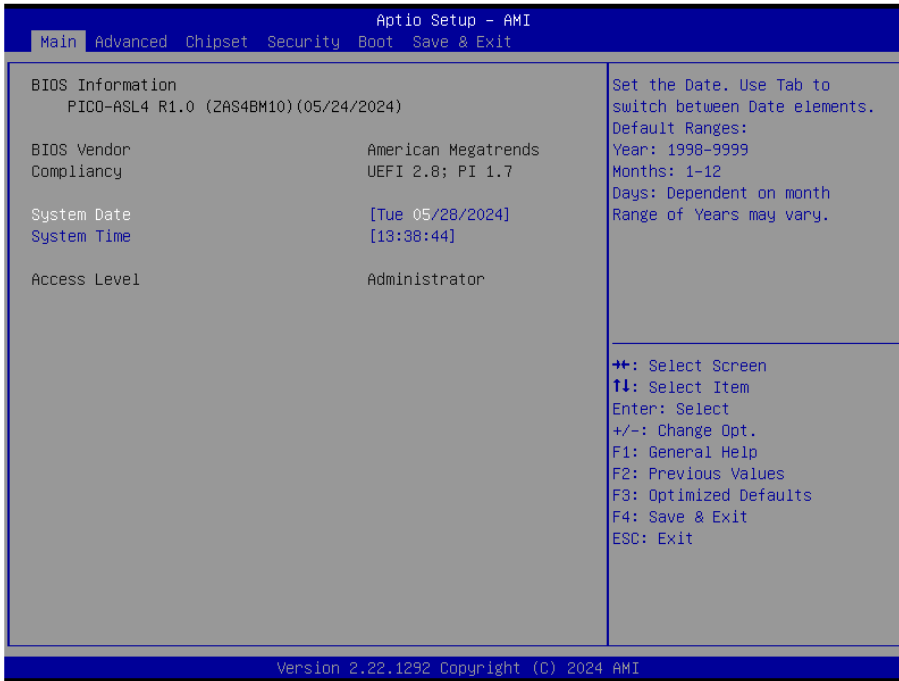 Aptio Setup – AMI
Main Advanced Chipset Security Boot Save & Exit
BIOS Information
PICO-ASL4 R1.0 (ZAS4BM10)(05/24/2024)
BIOS Vendor American Megatrends
Compliancy UEFI 2.8; PI 1.7
System Date [Tue 05/28/2024]
System Time [13:38:44]
Access Level Administrator
Set the Date. Use Tab to
switch between Date elements.
Default Ranges:
Year: 1998-9999
Months: 1-12
Days: Dependent on month
Range of Years may vary.
→←: Select Screen
↑↓: Select Item
Enter: Select
+/-: Change Opt.
F1: General Help
F2: Previous Values
F3: Optimized Defaults
F4: Save & Exit
ESC: Exit
Version 2.22.1292 Copyright (C) 2024 AMI